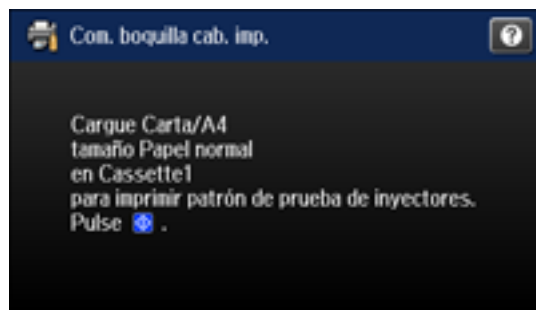 Com. boquilla cab. imp.
?
Cargue Carta/A4
tamaño Papel normal
en Cassette1
para imprimir patrón de prueba de inyectores.
Pulse .